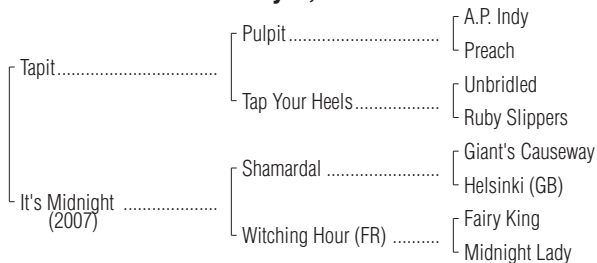 A.P. Indy
Pulpit
Preach
Tapit
Unbridled
Tap Your Heels
Ruby Slippers
Giant's Causeway
Shamardal
Helsinki (GB)
It's Midnight
(2007)
Fairy King
Witching Hour (FR)
Midnight Lady